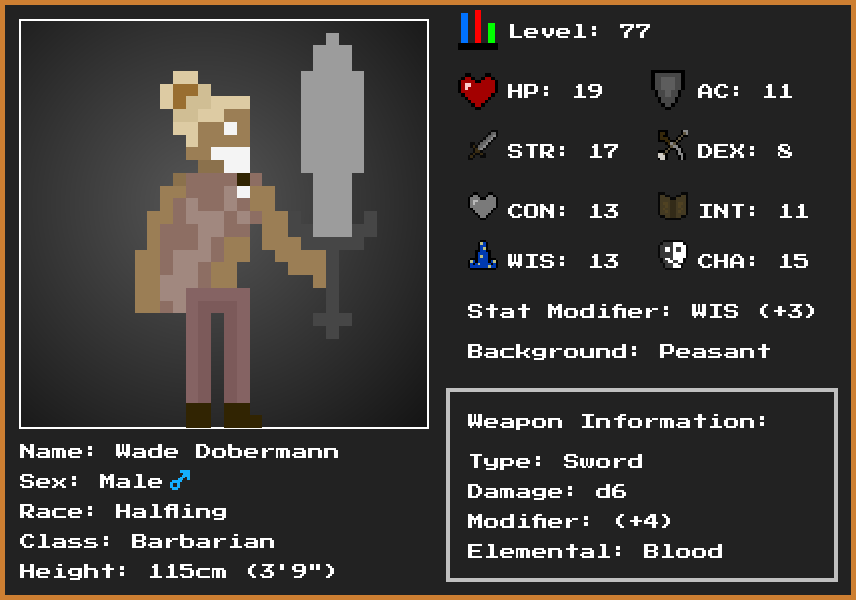 Level: 77
HP: 19
AC: 11
STR: 17
DEX: 8
CON: 13
INT: 11
WIS: 13
CHA: 15
Stat Modifier: WIS (+3)
Background: Peasant
Weapon Information:
Type: Sword
Damage: d6
Modifier: (+4)
Elemental: Blood
Name: Wade Dobermann
Sex: Male♂
Race: Halfling
Class: Barbarian
Height: 115cm (3'9")